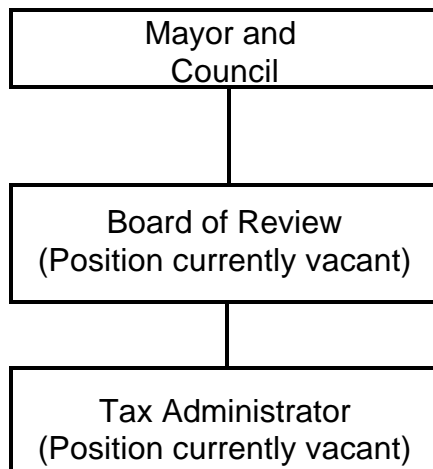 Mayor and
Council
Board of Review
(Position currently vacant)
Tax Administrator
(Position currently vacant)